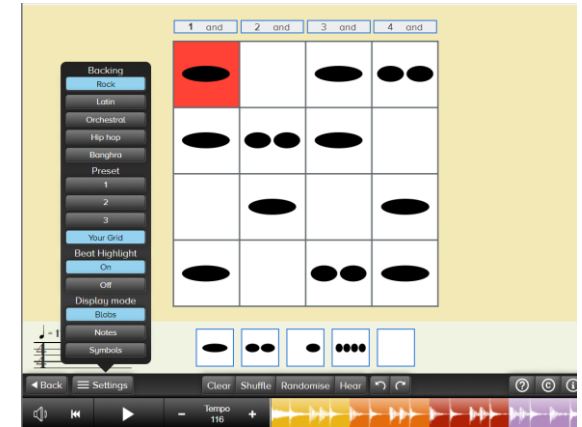 1 and 2 and 3 and 4 and
Backing
Rock
Latin
Orchestral
Hip hop
Banghra
Preset
1
2
3
Your Grid
Beat Highlight
On
Off
Display mode
Blobs
Notes
Symbols
= 1
Back Settings Clear Shuffle Randomise Hear ? C i
- Tempo +
116